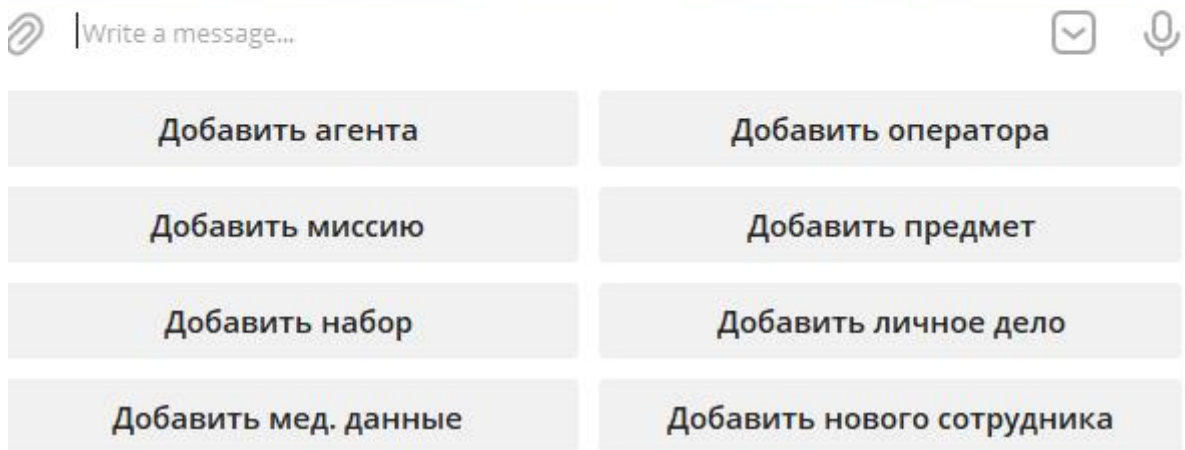 Write a message...
Добавить агента
Добавить оператора
Добавить миссию
Добавить предмет
Добавить набор
Добавить личное дело
Добавить мед. данные
Добавить нового сотрудника